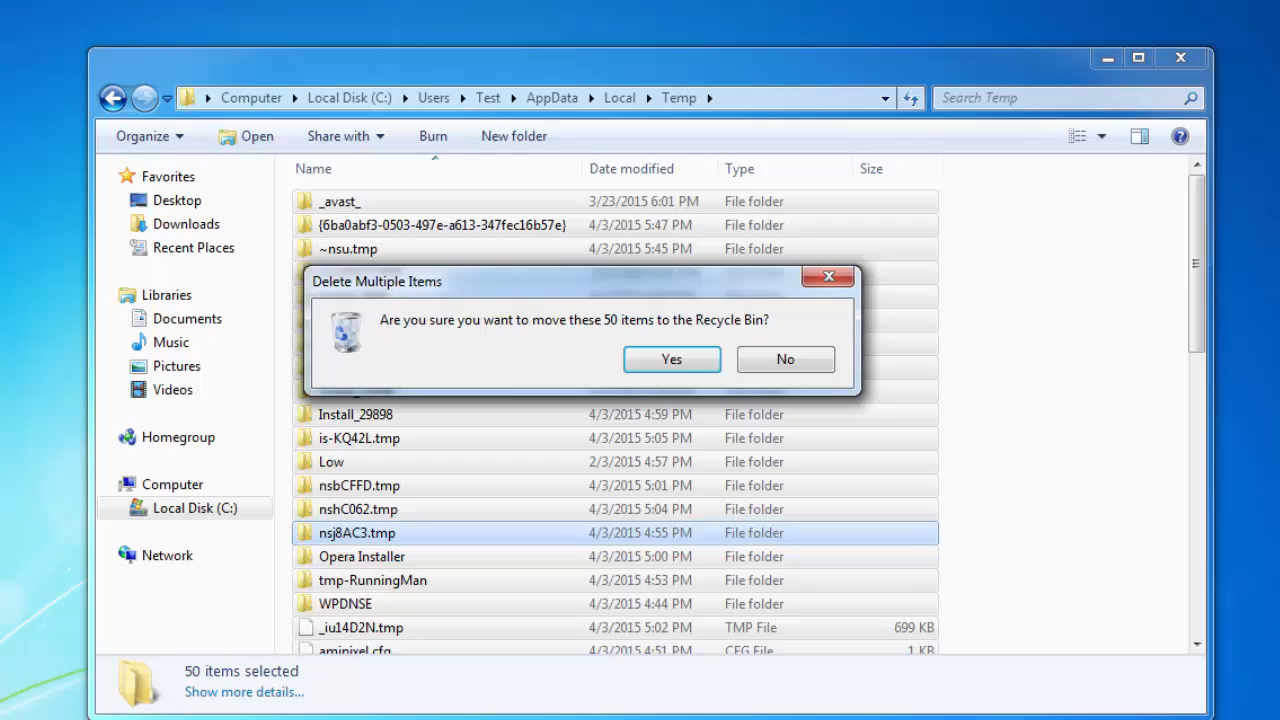 Computer Local Disk (C:) Users Test AppData Local Temp Search Temp
Organize Open Share with Burn New folder
Name Date modified Type Size
Favorites
Desktop
Downloads
Recent Places
Libraries
Documents
Music
Pictures
Videos
Homegroup
Computer
Local Disk (C:)
Network
_avast_ 3/23/2015 6:01 PM File folder
{6ba0abf3-0503-497e-a613-347fec16b57e} 4/3/2015 5:47 PM File folder
~nsu.tmp 4/3/2015 5:45 PM File folder
Delete Multiple Items
Are you sure you want to move these 50 items to the Recycle Bin?
Yes No
Install_29898 4/3/2015 4:59 PM File folder
is-KQ42L.tmp 4/3/2015 5:05 PM File folder
Low 2/3/2015 4:57 PM File folder
nsbCFFD.tmp 4/3/2015 5:01 PM File folder
nshC062.tmp 4/3/2015 5:04 PM File folder
nsj8AC3.tmp 4/3/2015 4:55 PM File folder
Opera Installer 4/3/2015 5:00 PM File folder
tmp-RunningMan 4/3/2015 4:53 PM File folder
WPDNSE 4/3/2015 4:44 PM File folder
_iu14D2N.tmp 4/3/2015 5:02 PM TMP File 699 KB
aminixel.cfg 4/3/2015 4:51 PM CFG File 1 KB
50 items selected
Show more details...